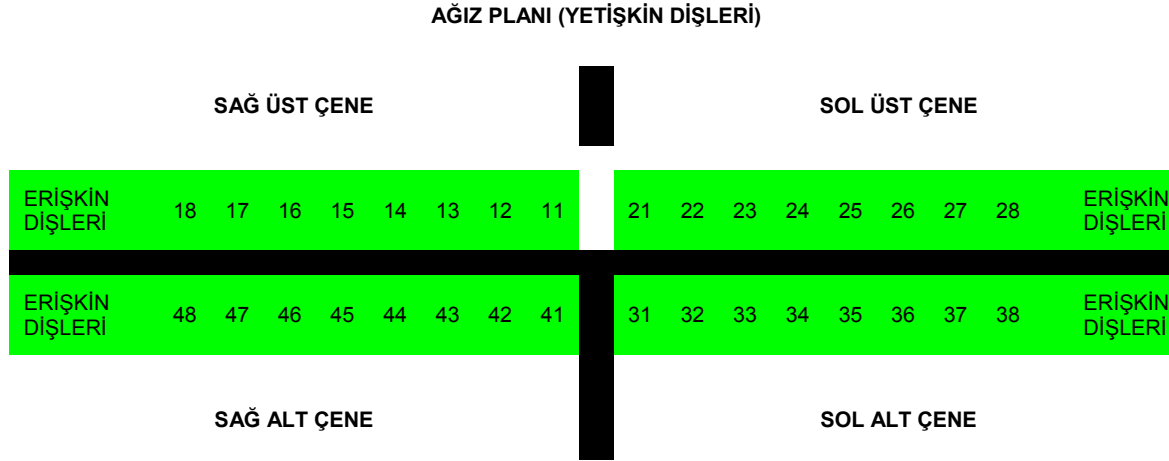 AĞIZ PLANI (YETİŞKİN DİŞLERİ)
SAĞ ÜST ÇENE
SOL ÜST ÇENE
ERİŞKİN
DİŞLERİ
18 17 16 15 14 13 12 11
21 22 23 24 25 26 27 28
ERİŞKİN
DİŞLERİ
ERİŞKİN
DİŞLERİ
48 47 46 45 44 43 42 41
31 32 33 34 35 36 37 38
ERİŞKİN
DİŞLERİ
SAĞ ALT ÇENE
SOL ALT ÇENE